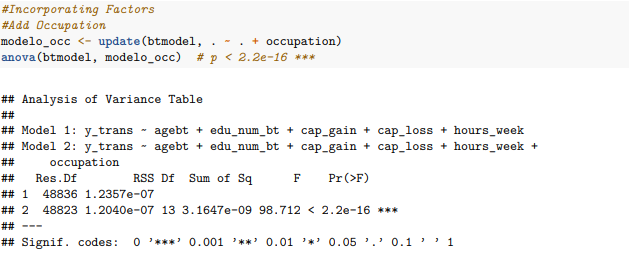 #Incorporating Factors
#Add Occupation
modelo_occ <- update(btmodel, . ~ . + occupation)
anova(btmodel, modelo_occ)  # p < 2.2e-16 ***
## Analysis of Variance Table
##
## Model 1: y_trans ~ agebt + edu_num_bt + cap_gain + cap_loss + hours_week
## Model 2: y_trans ~ agebt + edu_num_bt + cap_gain + cap_loss + hours_week +
##     occupation
##   Res.Df        RSS Df  Sum of Sq      F    Pr(>F)
## 1  48836 1.2357e-07
## 2  48823 1.2040e-07 13 3.1647e-09 98.712 < 2.2e-16 ***
## ---
## Signif. codes:  0 '***' 0.001 '**' 0.01 '*' 0.05 '.' 0.1 ' ' 1